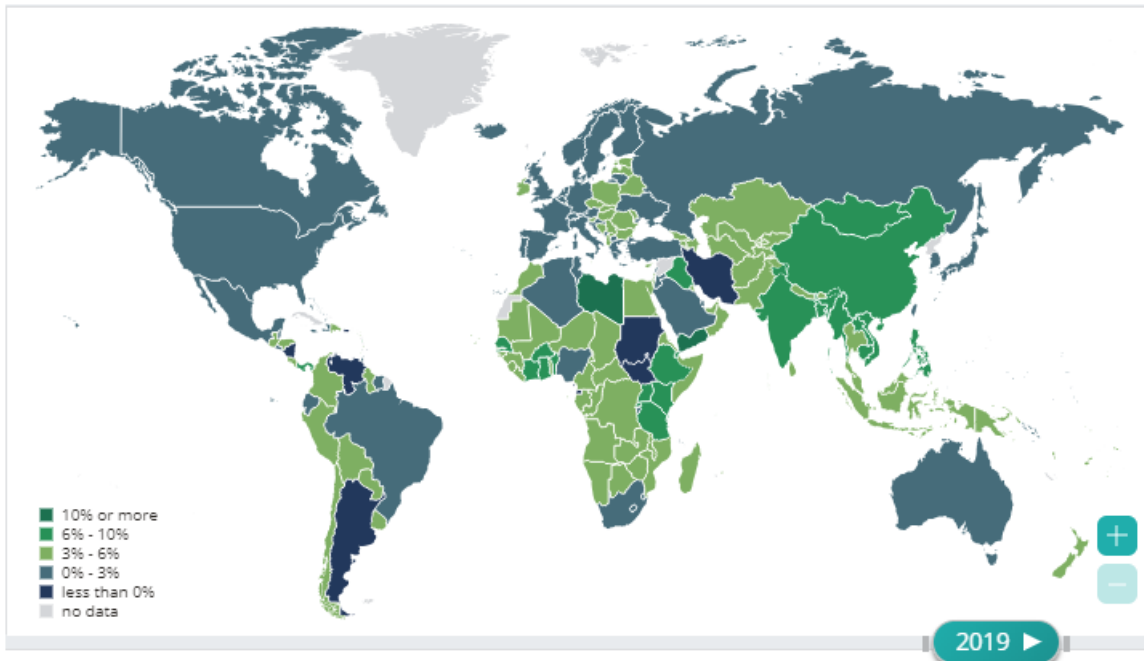 10% or more
6% - 10%
3% - 6%
0% - 3%
less than 0%
no data
2019